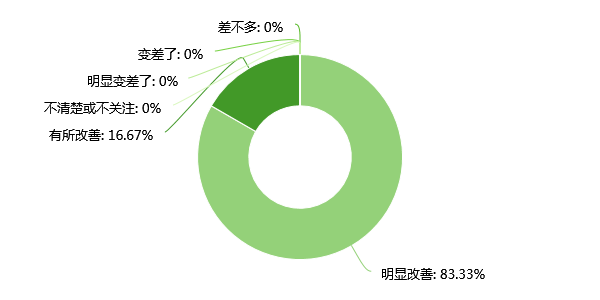 差不多: 0%
变差了: 0%
明显变差了: 0%
不清楚或不关注: 0%
有所改善: 16.67%
明显改善: 83.33%